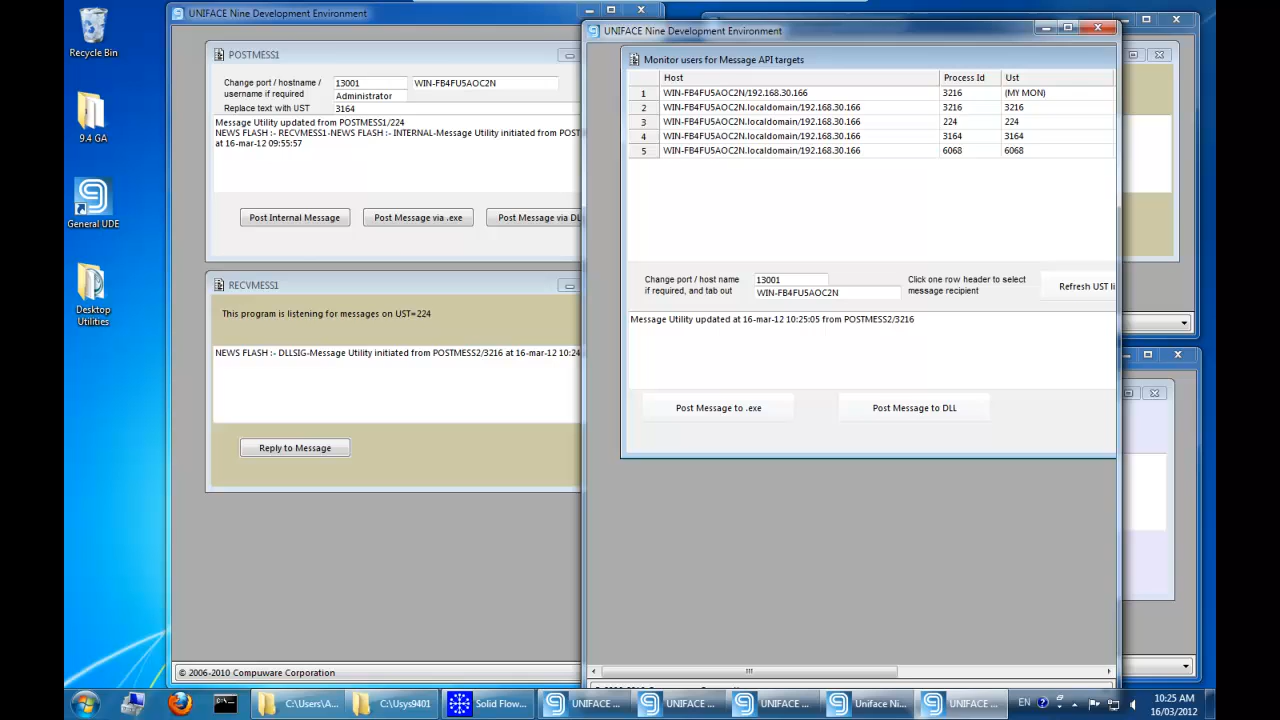 Recycle Bin
9.4 GA
General UDE
Desktop
Utilities
UNIFACE Nine Development Environment
POSTMESS1
Change port / hostname /
username if required
13001
WIN-FB4FU5AOC2N
Administrator
Replace text with UST
3164
Message Utility updated from POSTMESS1/224
NEWS FLASH :- RECVMESS1-NEWS FLASH :- INTERNAL-Message Utility initiated from POST
at 16-mar-12 09:55:57
Post Internal Message
Post Message via .exe
Post Message via DL
RECVMESS1
This program is listening for messages on UST=224
NEWS FLASH :- DLLSIG-Message Utility initiated from POSTMESS2/3216 at 16-mar-12 10:24
Reply to Message
© 2006-2010 Compuware Corporation
UNIFACE Nine Development Environment
Monitor users for Message API targets
Host Process Id Ust
1 WIN-FB4FU5AOC2N/192.168.30.166 3216 (MY MON)
2 WIN-FB4FU5AOC2N.localdomain/192.168.30.166 3216 3216
3 WIN-FB4FU5AOC2N.localdomain/192.168.30.166 224 224
4 WIN-FB4FU5AOC2N.localdomain/192.168.30.166 3164 3164
5 WIN-FB4FU5AOC2N.localdomain/192.168.30.166 6068 6068
Change port / host name
if required, and tab out
13001
WIN-FB4FU5AOC2N
Click one row header to select
message recipient
Refresh UST li
Message Utility updated at 16-mar-12 10:25:05 from POSTMESS2/3216
Post Message to .exe
Post Message to DLL
C:\Users\A...
C:\Usys9401
Solid Flow...
UNIFACE ...
UNIFACE ...
UNIFACE ...
Uniface Ni...
UNIFACE ...
EN
10:25 AM
16/03/2012